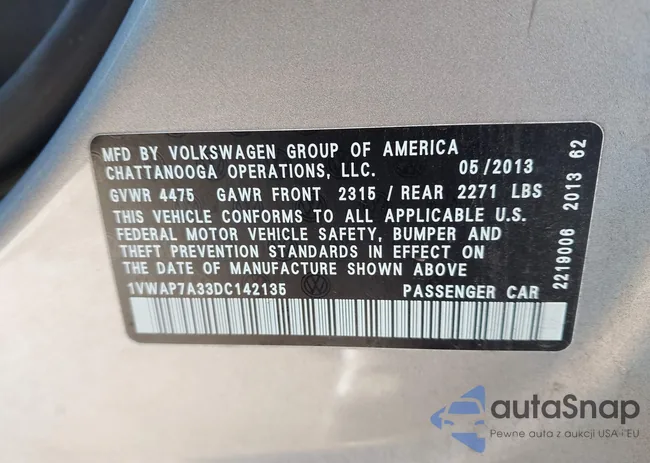 MFD BY VOLKSWAGEN GROUP OF AMERICA
CHATTANOOGA OPERATIONS, LLC. 05/2013
GVWR 4475 GAWR FRONT 2315 / REAR 2271 LBS
THIS VEHICLE CONFORMS TO ALL APPLICABLE U.S.
FEDERAL MOTOR VEHICLE SAFETY, BUMPER AND
THEFT PREVENTION STANDARDS IN EFFECT ON
THE DATE OF MANUFACTURE SHOWN ABOVE
1VWAP7A33DC142135 PASSENGER CAR
2219006 2013 62
autaSnap
Pewne auta z aukcji USA i EU